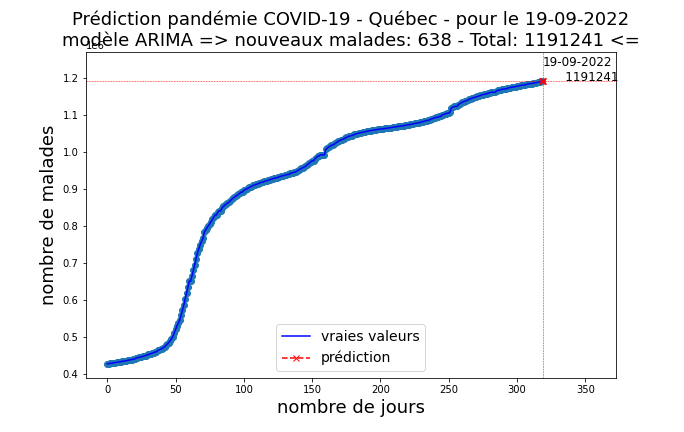 Prédiction pandémie COVID-19 - Québec - pour le 19-09-2022
modèle ARIMA => nouveaux malades: 638 - Total: 1191241 <=
1e6
19-09-2022
1191241
1.2
1.1
1.0
0.9
0.8
0.7
0.6
0.5
0.4
nombre de malades
vraies valeurs
prédiction
0 50 100 150 200 250 300 350
nombre de jours